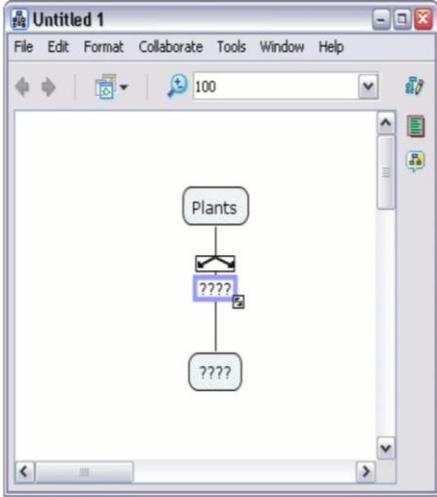 Untitled 1
File Edit Format Collaborate Tools Window Help
100
Plants
????
????